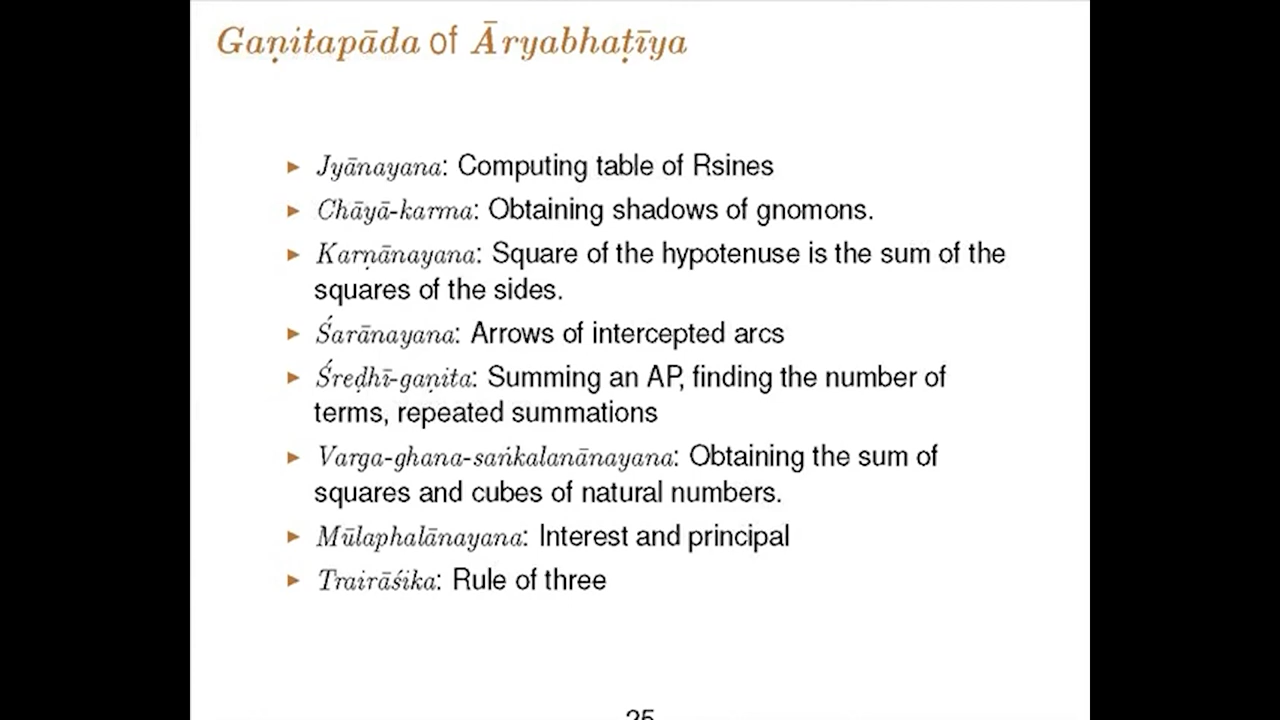 Gaṇitapāda of Āryabhaṭīya
▶ Jyānayana: Computing table of Rsines
▶ Chāyā-karma: Obtaining shadows of gnomons.
▶ Karṇānayana: Square of the hypotenuse is the sum of the
squares of the sides.
▶ Śarānayana: Arrows of intercepted arcs
▶ Śreḍhī-gaṇita: Summing an AP, finding the number of
terms, repeated summations
▶ Varga-ghana-saṅkalanānayana: Obtaining the sum of
squares and cubes of natural numbers.
▶ Mūlaphalānayana: Interest and principal
▶ Trairāśika: Rule of three
25